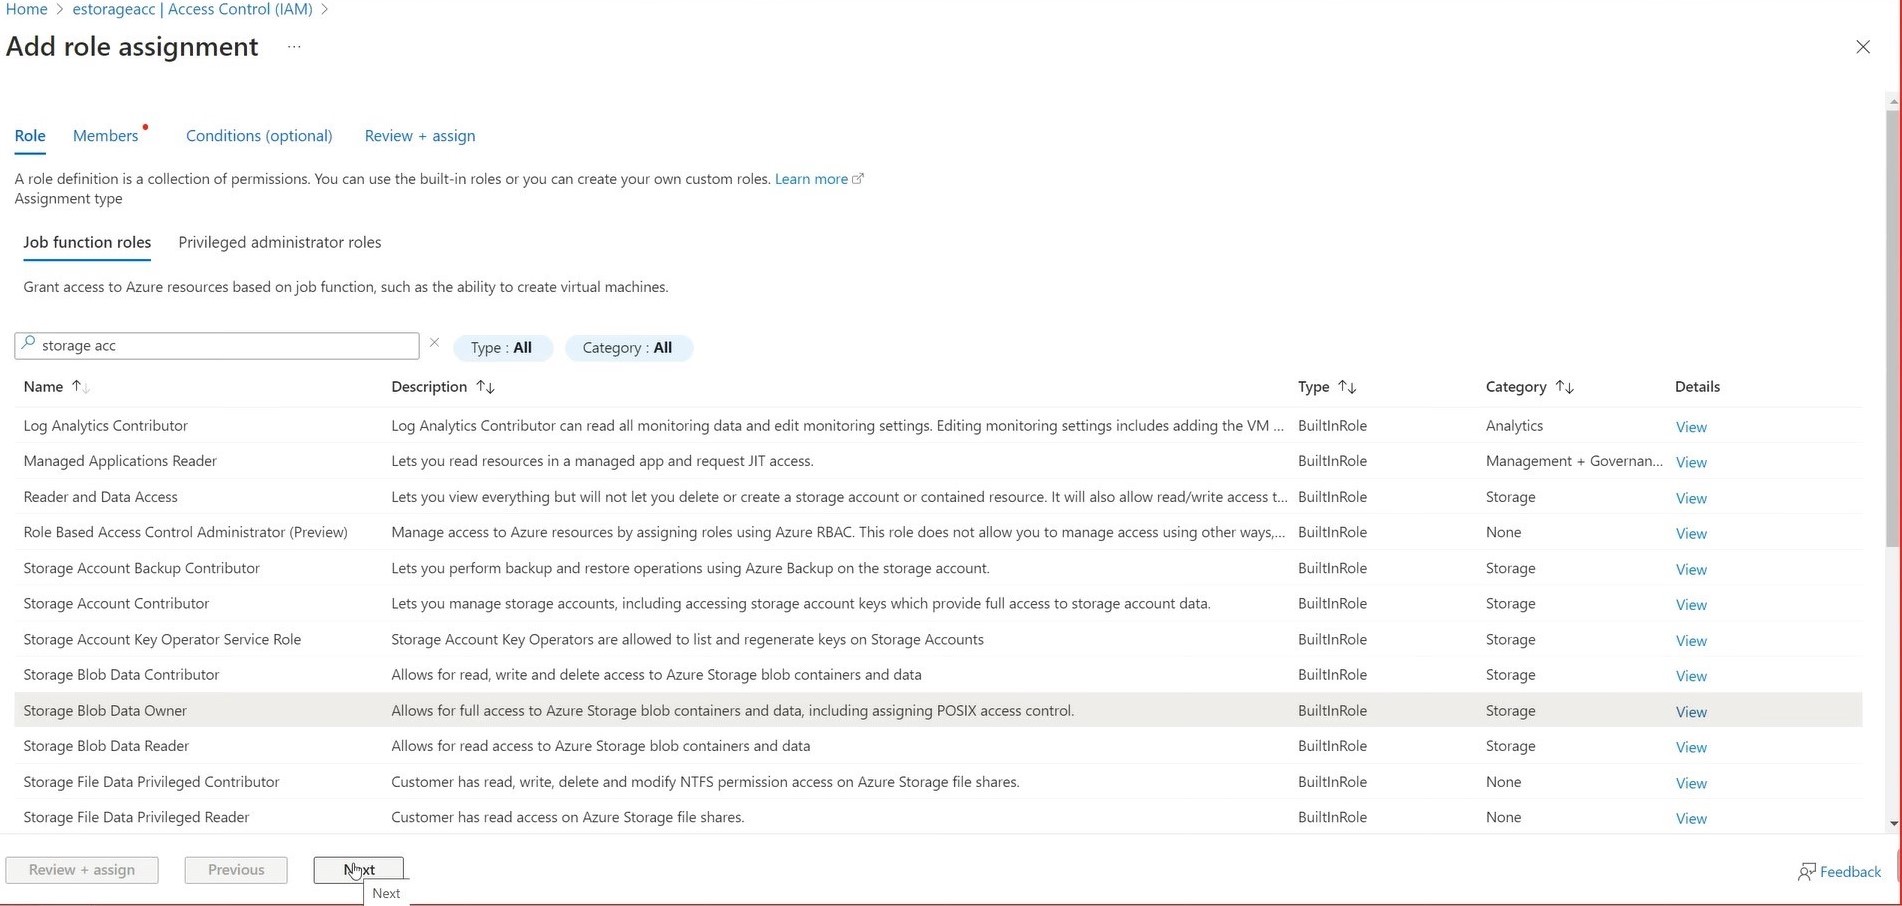 Home > estorageacc | Access Control (IAM) >
Add role assignment ...
Role Members Conditions (optional) Review + assign
A role definition is a collection of permissions. You can use the built-in roles or you can create your own custom roles. Learn more
Assignment type
Job function roles Privileged administrator roles
Grant access to Azure resources based on job function, such as the ability to create virtual machines.
storage acc Type : All Category : All
Name Description Type Category Details
Log Analytics Contributor Log Analytics Contributor can read all monitoring data and edit monitoring settings. Editing monitoring settings includes adding the VM ... BuiltInRole Analytics View
Managed Applications Reader Lets you read resources in a managed app and request JIT access. BuiltInRole Management + Governan... View
Reader and Data Access Lets you view everything but will not let you delete or create a storage account or contained resource. It will also allow read/write access t... BuiltInRole Storage View
Role Based Access Control Administrator (Preview) Manage access to Azure resources by assigning roles using Azure RBAC. This role does not allow you to manage access using other ways,... BuiltInRole None View
Storage Account Backup Contributor Lets you perform backup and restore operations using Azure Backup on the storage account. BuiltInRole Storage View
Storage Account Contributor Lets you manage storage accounts, including accessing storage account keys which provide full access to storage account data. BuiltInRole Storage View
Storage Account Key Operator Service Role Storage Account Key Operators are allowed to list and regenerate keys on Storage Accounts BuiltInRole Storage View
Storage Blob Data Contributor Allows for read, write and delete access to Azure Storage blob containers and data BuiltInRole Storage View
Storage Blob Data Owner Allows for full access to Azure Storage blob containers and data, including assigning POSIX access control. BuiltInRole Storage View
Storage Blob Data Reader Allows for read access to Azure Storage blob containers and data BuiltInRole Storage View
Storage File Data Privileged Contributor Customer has read, write, delete and modify NTFS permission access on Azure Storage file shares. BuiltInRole None View
Storage File Data Privileged Reader Customer has read access on Azure Storage file shares. BuiltInRole None View
Review + assign Previous Next Feedback
Next